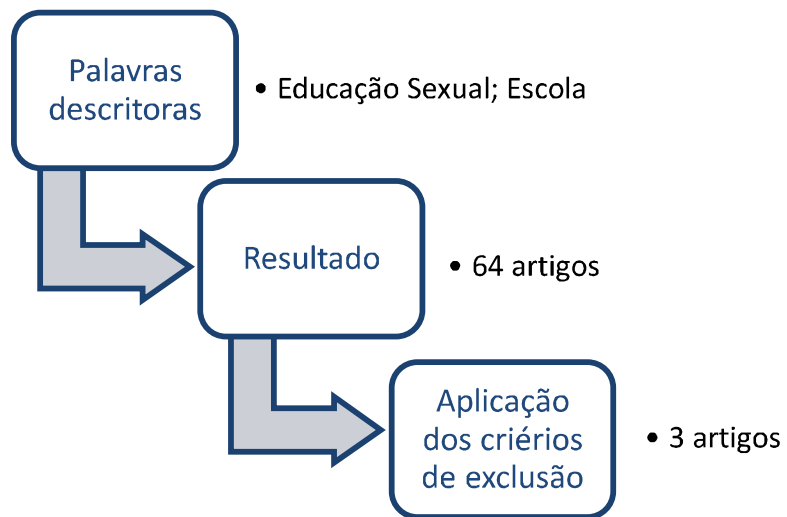 Palavras
descritoras
• Educação Sexual; Escola
Resultado
• 64 artigos
Aplicação
dos criérios
de exclusão
• 3 artigos